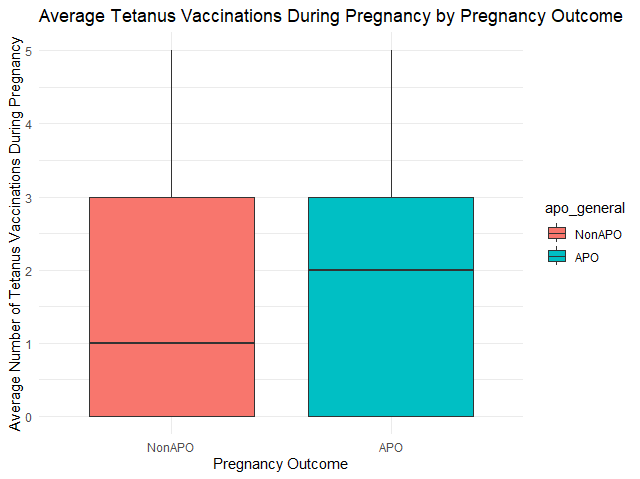 Average Tetanus Vaccinations During Pregnancy by Pregnancy Outcome
Average Number of Tetanus Vaccinations During Pregnancy
5
4
3
2
1
0
NonAPO
APO
Pregnancy Outcome
apo_general
NonAPO
APO